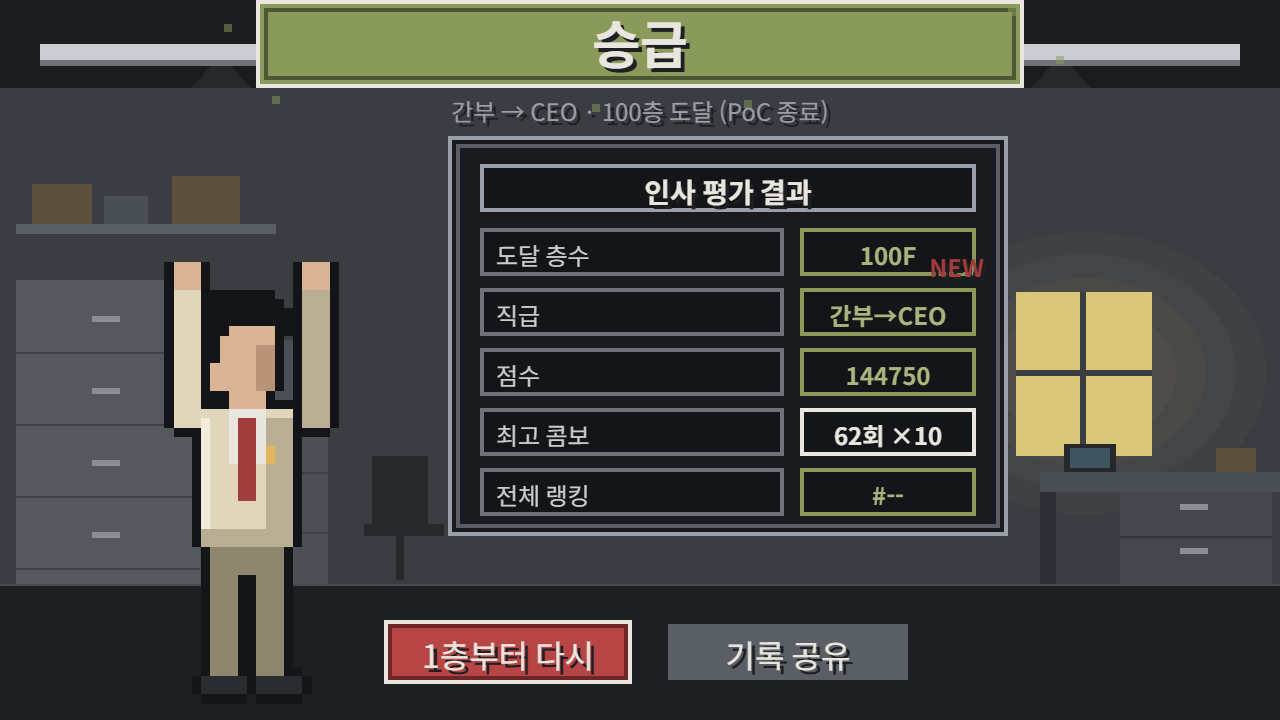 승급
간부 → CEO · 100층 도달 (PoC 종료)
인사 평가 결과
도달 층수 100F NEW
직급 간부→CEO
점수 144750
최고 콤보 62회 ×10
전체 랭킹 #--
1층부터 다시 기록 공유